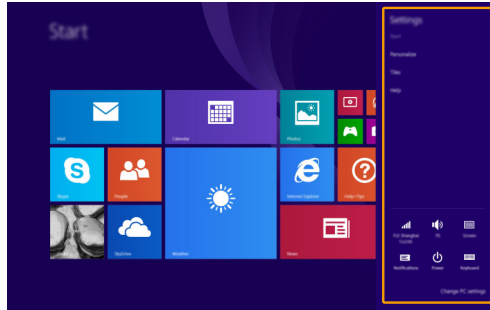 Start
Settings
Start
Personalize
Tiles
Help
Mail
Calendar
Photos
Skype
People
Weather
Internet Explorer
Help+Tips
SkyDrive
News
Screen
Notifications
Power
Keyboard
Change PC settings